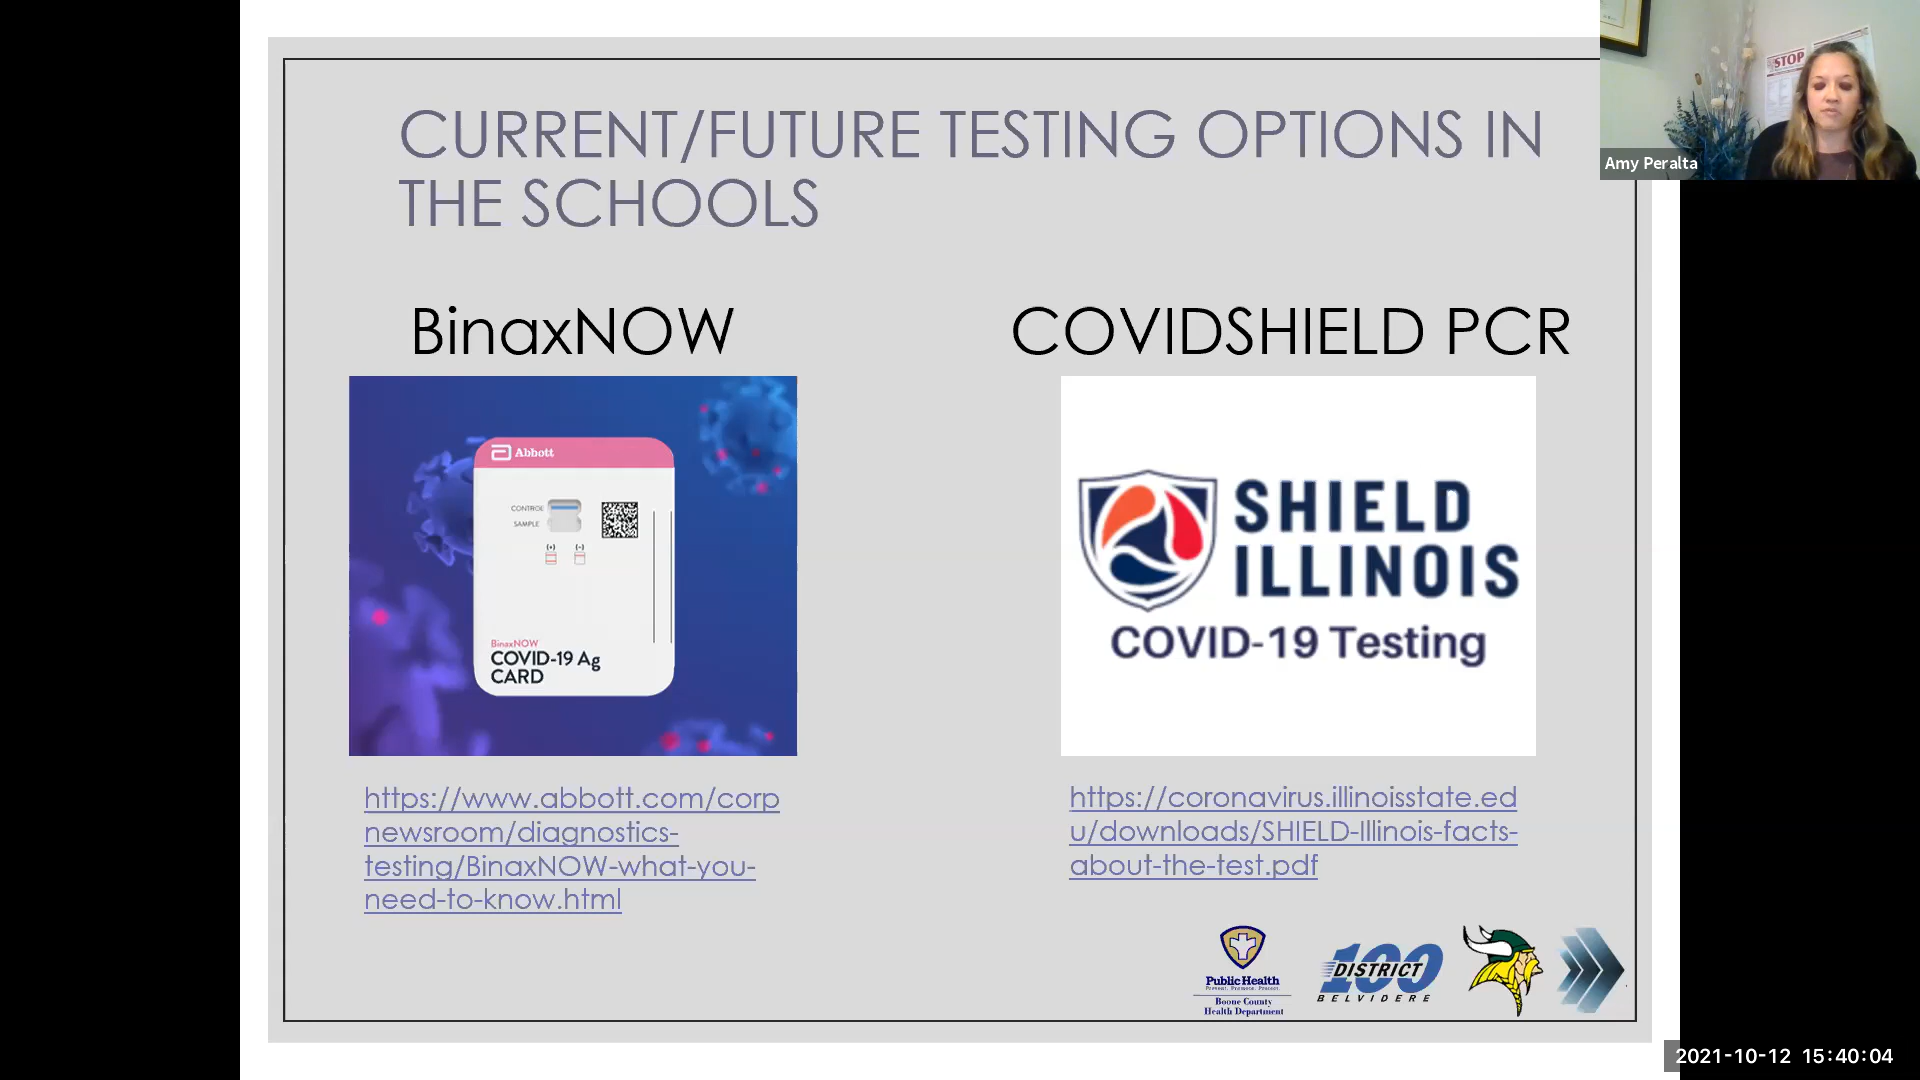 CURRENT/FUTURE TESTING OPTIONS IN
THE SCHOOLS
STOP
Amy Peralta
BinaxNOW
COVIDSHIELD PCR
Abbott
CONTROL
SAMPLE
(+) (-)
BinaxNOW
COVID-19 Ag
CARD
SHIELD
ILLINOIS
COVID-19 Testing
https://www.abbott.com/corp
newsroom/diagnostics-
testing/BinaxNOW-what-you-
need-to-know.html
https://coronavirus.illinoisstate.ed
u/downloads/SHIELD-Illinois-facts-
about-the-test.pdf
Public Health
Prevent. Promote. Protect.
Boone County
Health Department
100
DISTRICT
BELVIDERE
2021-10-12 15:40:04